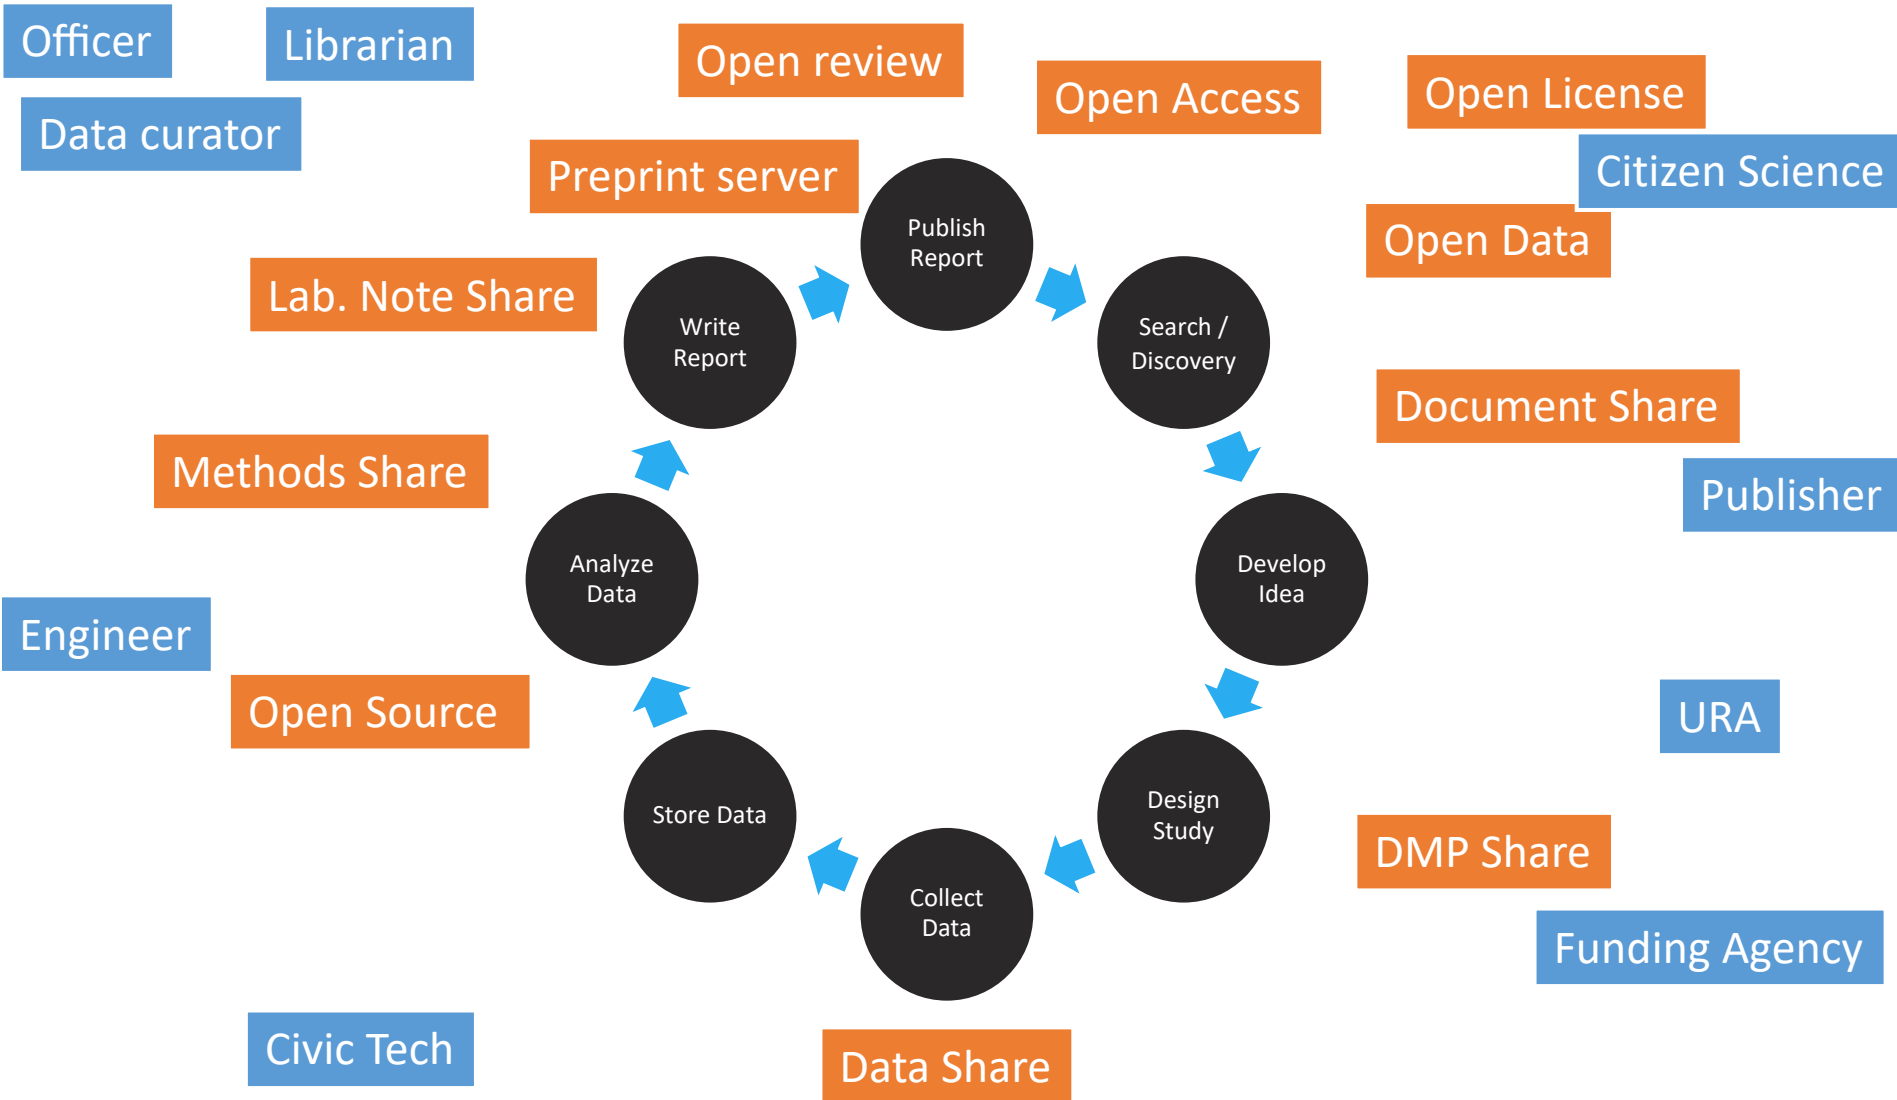 Officer
Librarian
Open review
Open Access
Open License
Data curator
Preprint server
Citizen Science
Publish
Report
Open Data
Lab. Note Share
Write
Report
Search /
Discovery
Document Share
Methods Share
Publisher
Analyze
Data
Develop
Idea
Engineer
Open Source
URA
Store Data
Design
Study
DMP Share
Collect
Data
Funding Agency
Civic Tech
Data Share